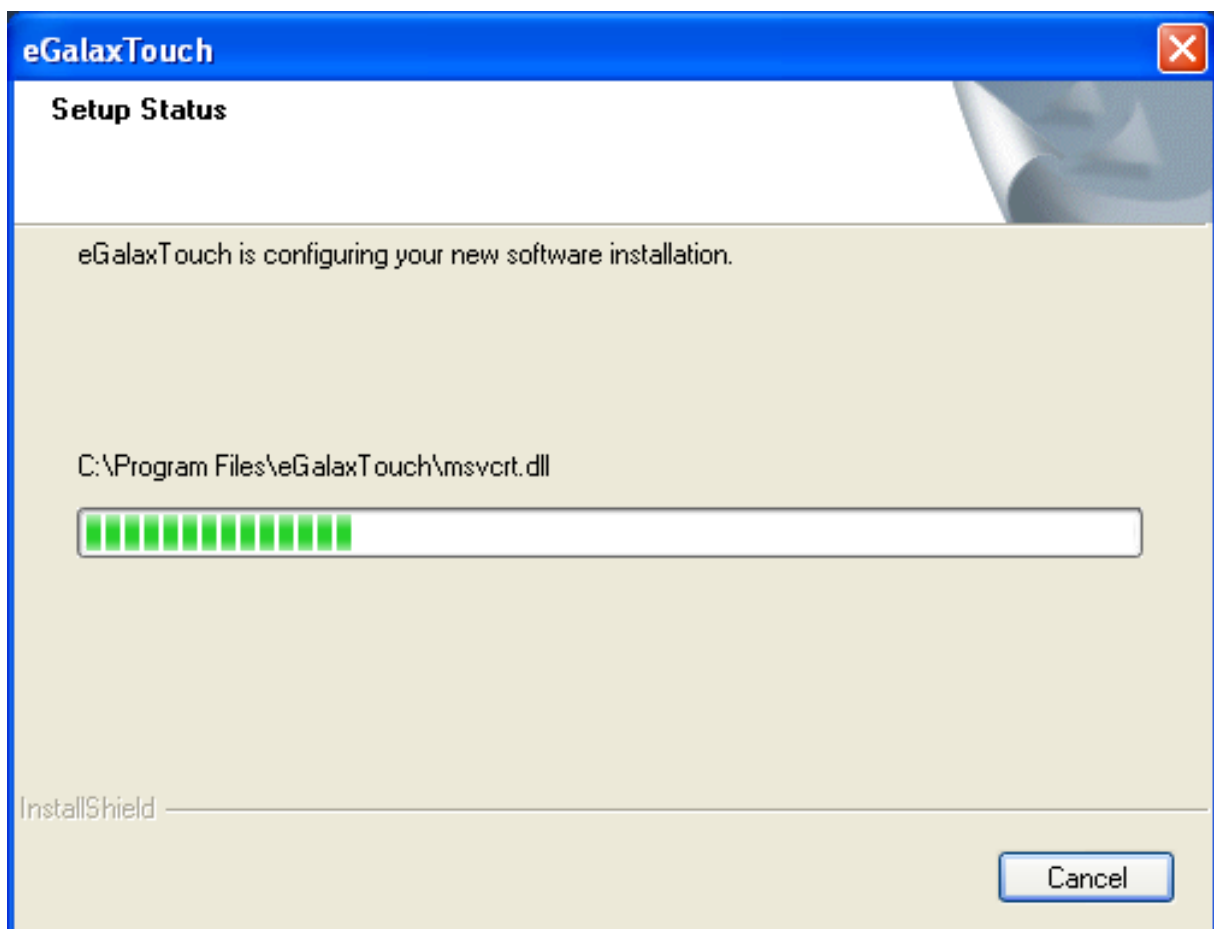 eGalaxTouch
Setup Status
eGalaxTouch is configuring your new software installation.
C:\Program Files\eGalaxTouch\msvcrt.dll
InstallShield
Cancel